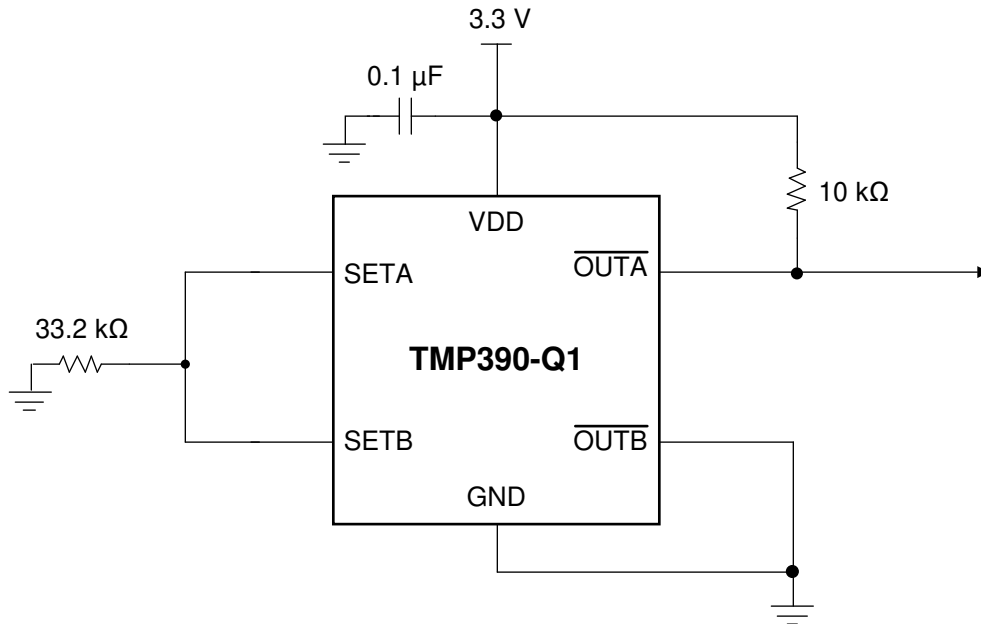 3.3 V
0.1 µF
10 kΩ
VDD
SETA
OUTA
33.2 kΩ
TMP390-Q1
SETB
OUTB
GND